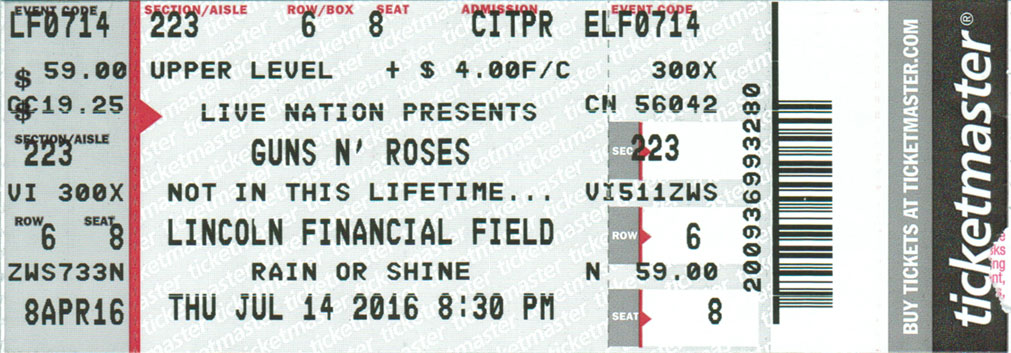 EVENT CODE
LF0714
$ 59.00
CC$19.25
SECTION/AISLE
223
VI 300X
ROW SEAT
6 8
ZWS733N
8APR16
SECTION/AISLE ROW/BOX SEAT ADMISSION EVENT CODE
223 6 8 CITPR ELF0714
UPPER LEVEL + $ 4.00F/C 300X
LIVE NATION PRESENTS
GUNS N' ROSES
NOT IN THIS LIFETIME...
LINCOLN FINANCIAL FIELD
RAIN OR SHINE
THU JUL 14 2016 8:30 PM
CN 56042
SEC 223
VI511ZWS
ROW 6
N 59.00
SEAT 8
2009369993280
BUY TICKETS AT TICKETMASTER.COM
ticketmaster®